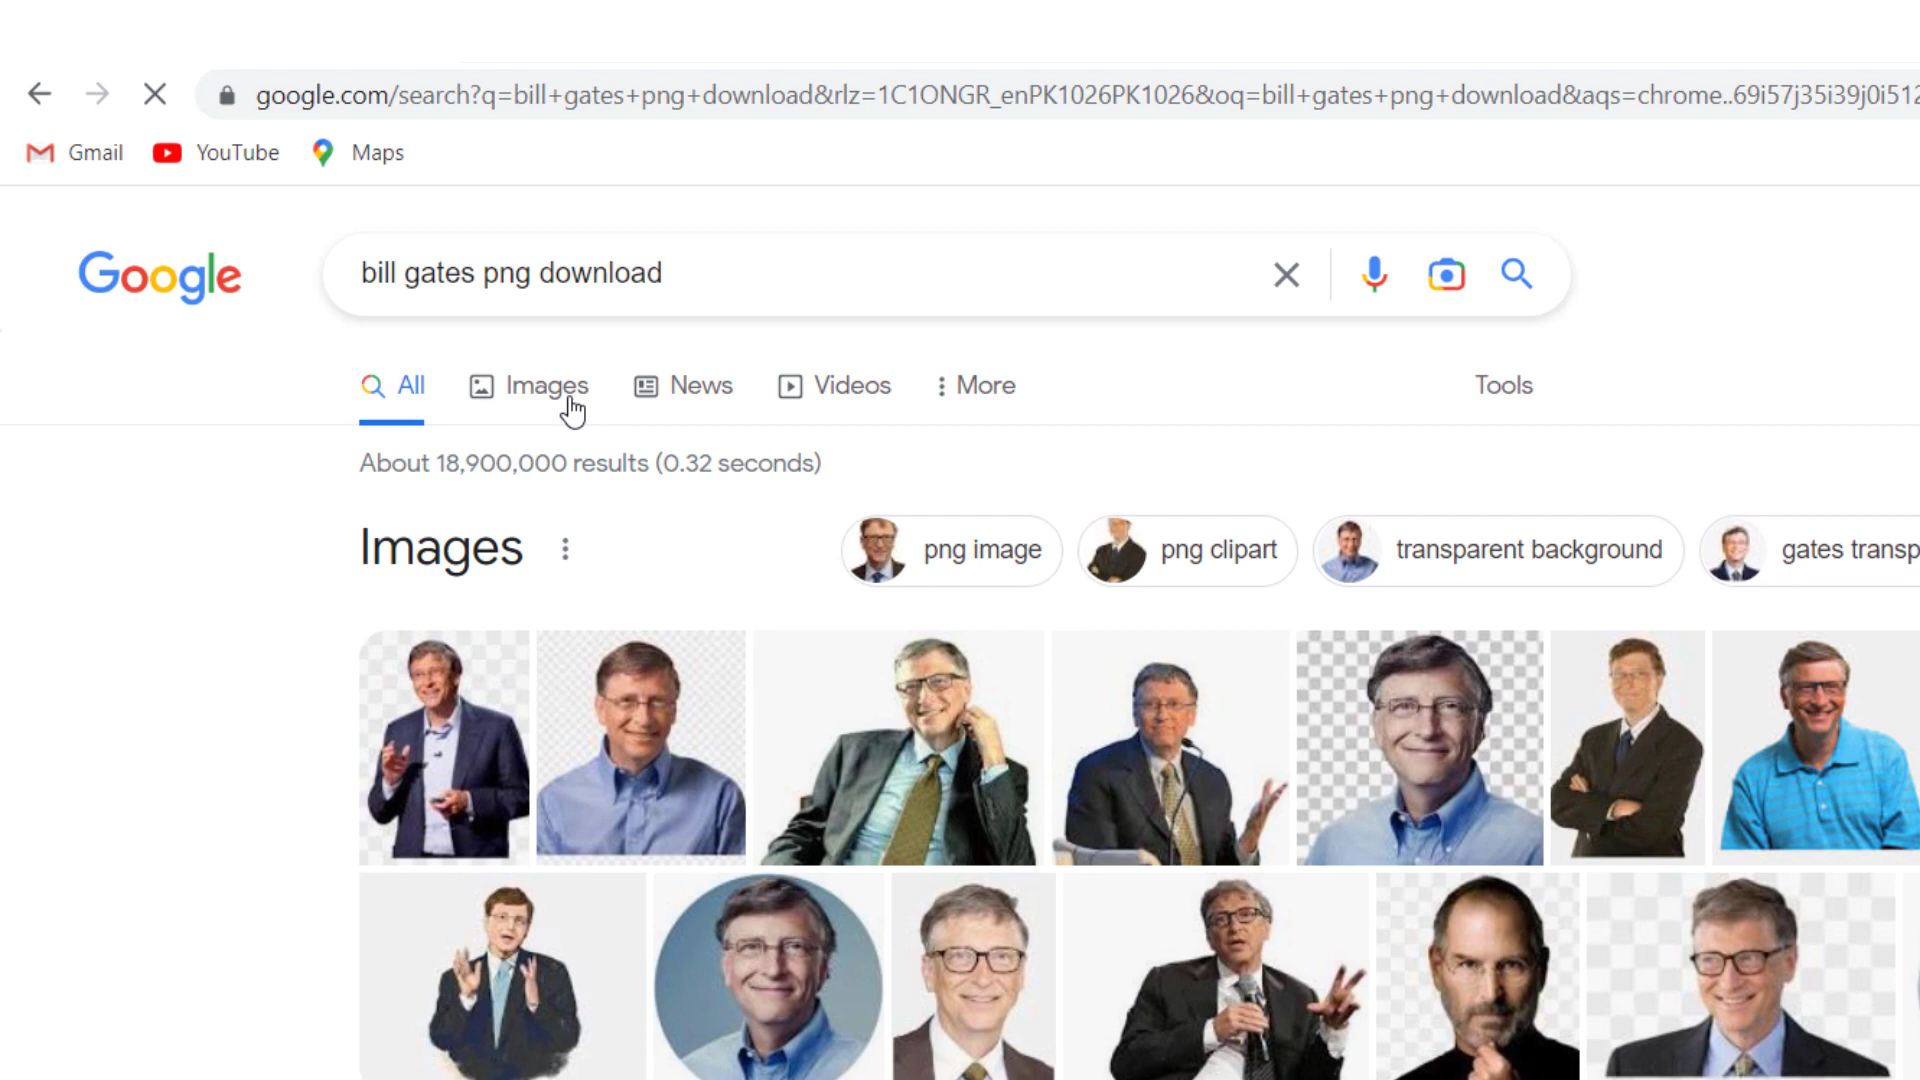 google.com/search?q=bill+gates+png+download&rlz=1C1ONGR_enPK1026PK1026&oq=bill+gates+png+download&aqs=chrome..69i57j35i39j0i512
Gmail YouTube Maps
Google bill gates png download
All Images News Videos More Tools
About 18,900,000 results (0.32 seconds)
Images png image png clipart transparent background gates transp